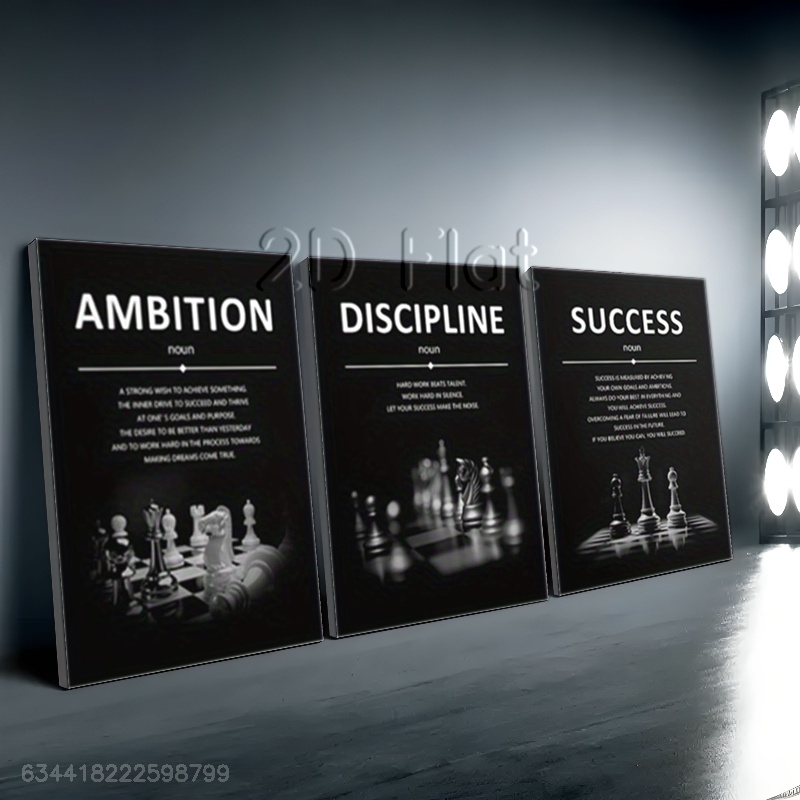 2D Flat
AMBITION
noun
A STRONG WISH TO ACHIEVE SOMETHING.
THE INNER DRIVE TO SUCCEED AND THRIVE
AT ONE´S GOALS AND PURPOSE.
THE DESIRE TO BE BETTER THAN YESTERDAY
AND TO WORK HARD IN THE PROCESS TOWARDS
MAKING DREAMS COME TRUE.
DISCIPLINE
noun
HARD WORK BEATS TALENT.
WORK HARD IN SILENCE.
LET YOUR SUCCESS MAKE THE NOISE.
SUCCESS
noun
SUCCESS IS MEASURED BY ACHIEVING
YOUR OWN GOALS AND AMBITIONS.
ALWAYS DO YOUR BEST IN EVERYTHING AND
YOU WILL ACHIEVE SUCCESS.
OVERCOMING A FEAR OF FAILURE WILL LEAD TO
SUCCESS IN THE FUTURE.
IF YOU BELIEVE YOU CAN, YOU WILL SUCCEED.
634418222598799